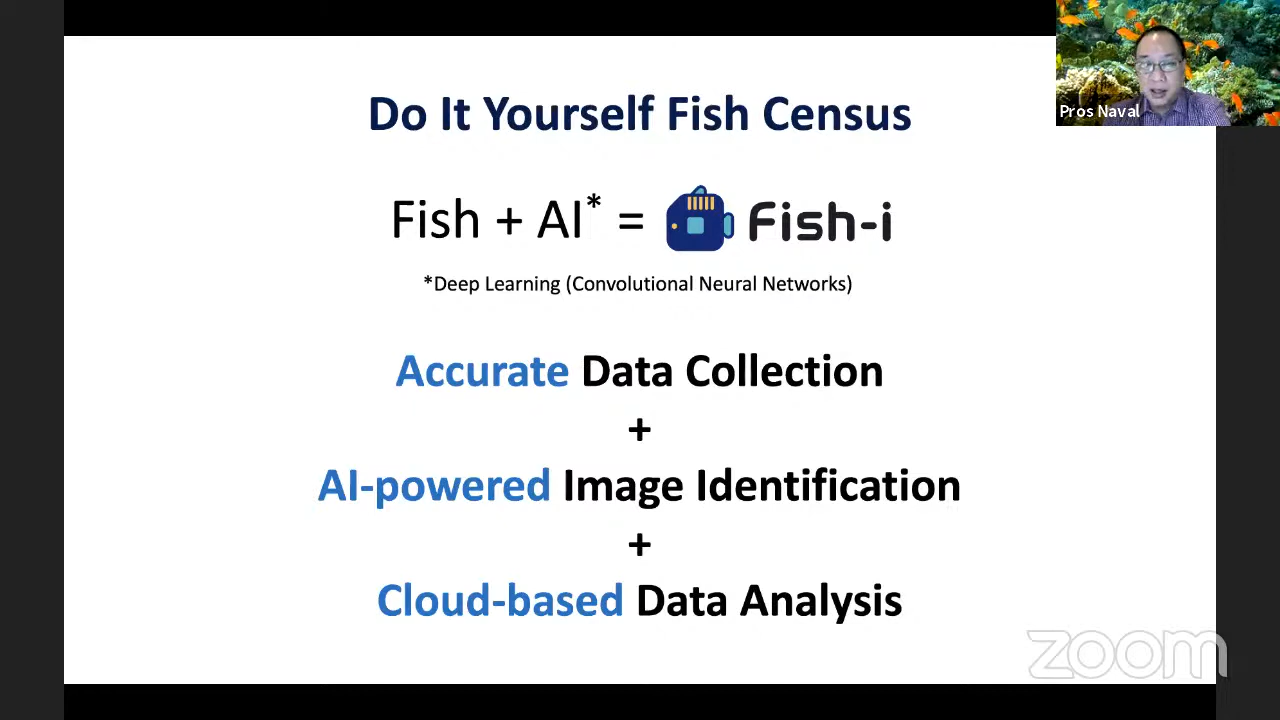 Do It Yourself Fish Census
Pros Naval
Fish + AI* = Fish-i
*Deep Learning (Convolutional Neural Networks)
Accurate Data Collection
+
AI-powered Image Identification
+
Cloud-based Data Analysis
zoom